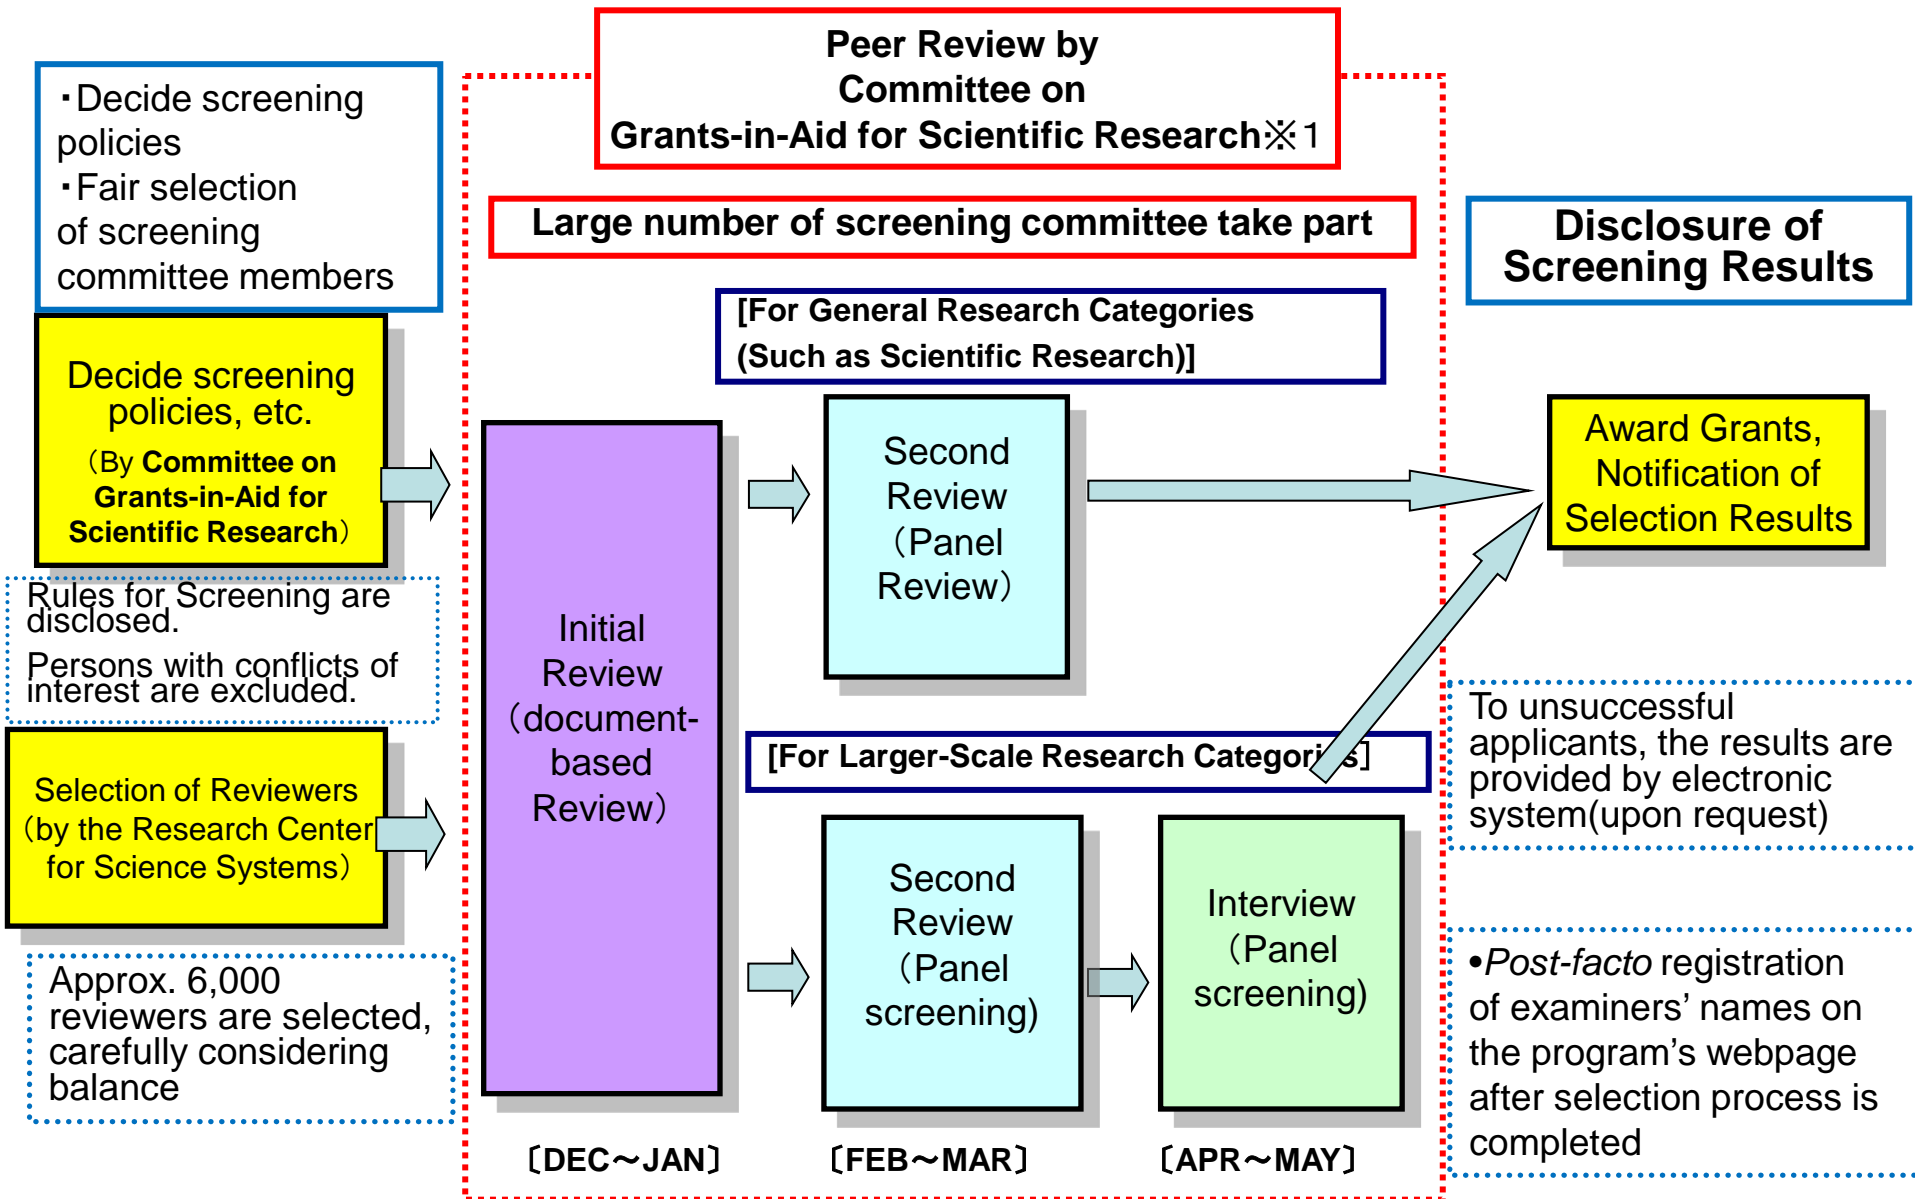 ・Decide screening
policies
・Fair selection
of screening
committee members
Decide screening
policies, etc.
（By Committee on
Grants-in-Aid for
Scientific Research）
Rules for Screening are
disclosed.
Persons with conflicts of
interest are excluded.
Selection of Reviewers
（by the Research Center
for Science Systems）
Approx. 6,000
reviewers are selected,
carefully considering
balance
Peer Review by
Committee on
Grants-in-Aid for Scientific Research※１
Large number of screening committee take part
[For General Research Categories
(Such as Scientific Research)]
Initial
Review
（document-
based
Review）
Second
Review
（Panel
Review）
[For Larger-Scale Research Categories］
Second
Review
（Panel
screening)
Interview
（Panel
screening)
〔DEC～JAN〕
〔FEB～MAR〕
〔APR～MAY〕
Disclosure of
Screening Results
Award Grants,
Notification of
Selection Results
To unsuccessful
applicants, the results are
provided by electronic
system(upon request)
•Post-facto registration
of examiners’ names on
the program’s webpage
after selection process is
completed